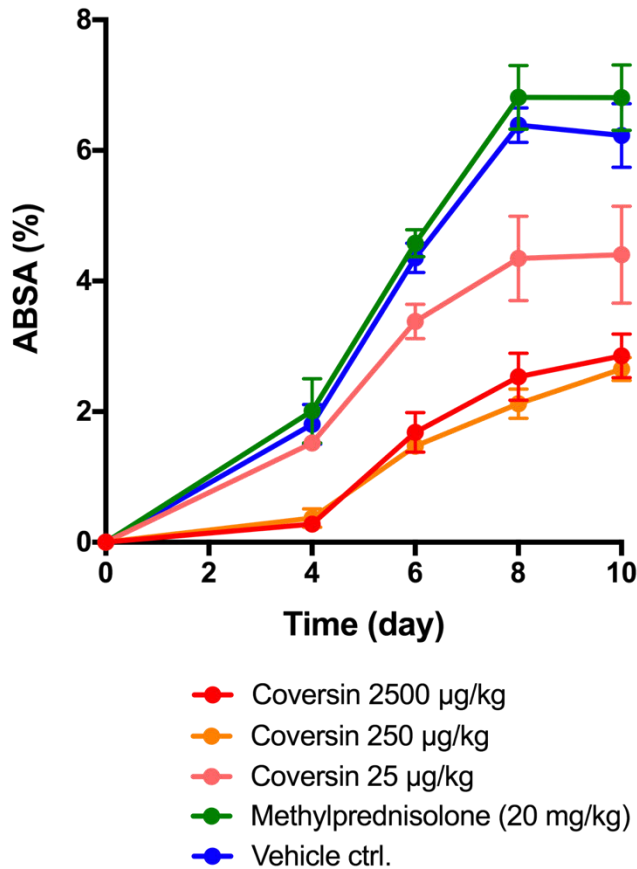 8
6
4
2
0
ABSA (%)
0 2 4 6 8 10
Time (day)
Coversin 2500 µg/kg
Coversin 250 µg/kg
Coversin 25 µg/kg
Methylprednisolone (20 mg/kg)
Vehicle ctrl.